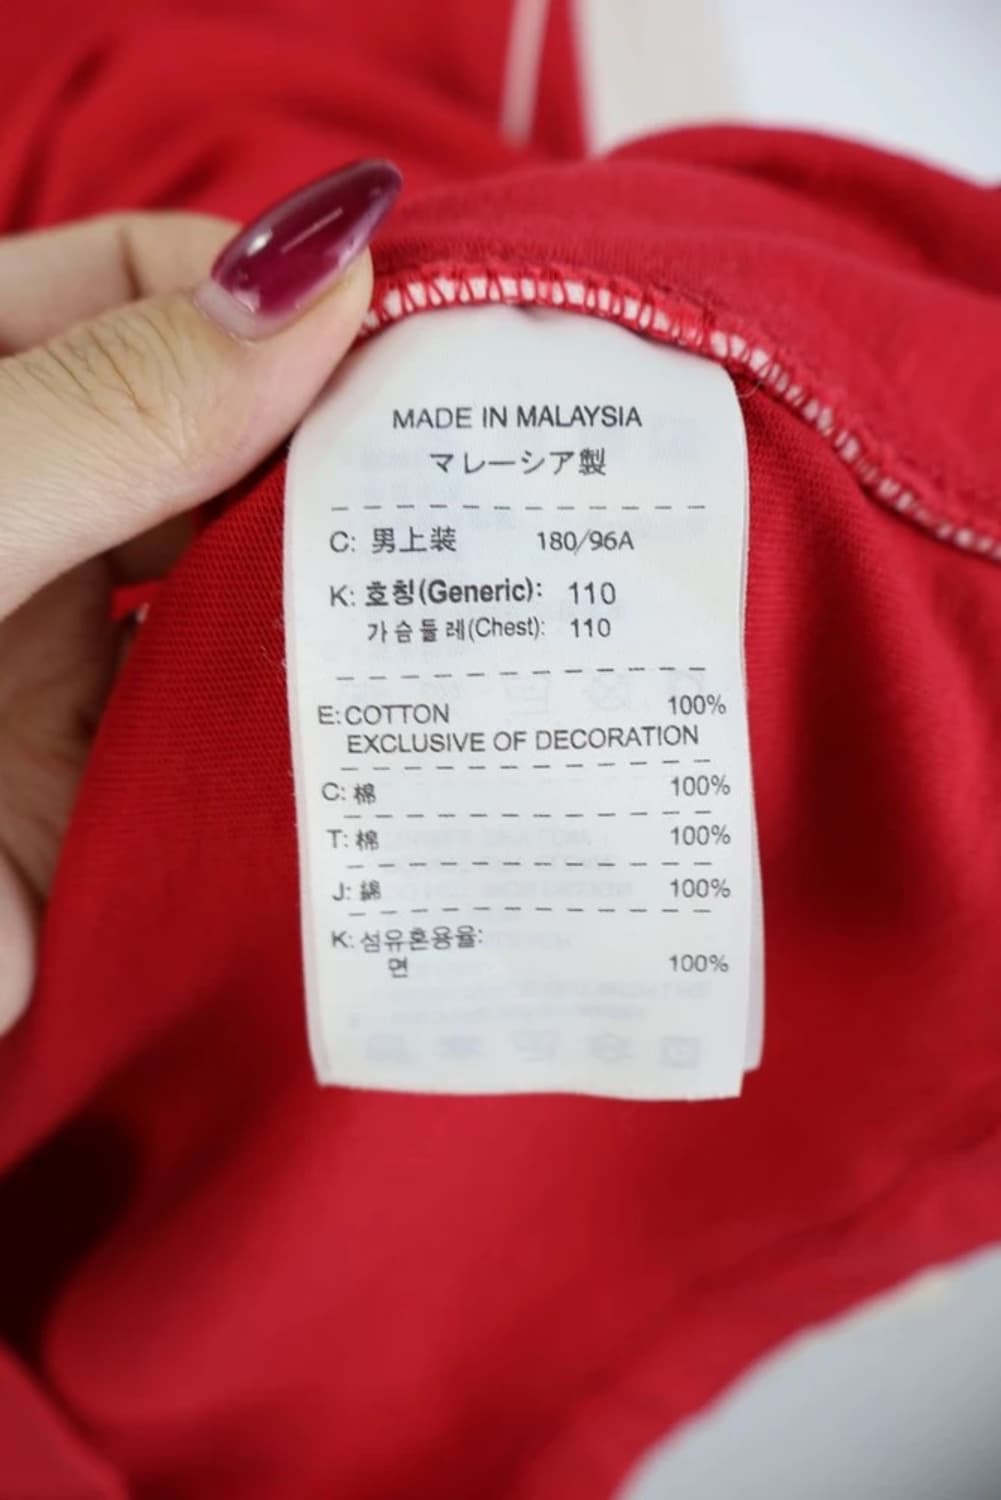 MADE IN MALAYSIA
マレーシア製
C: 男上装 180/96A
K: 호칭(Generic): 110
가슴둘레(Chest): 110
E: COTTON 100%
EXCLUSIVE OF DECORATION
C: 棉 100%
T: 棉 100%
J: 綿 100%
K: 섬유혼용율:
면 100%